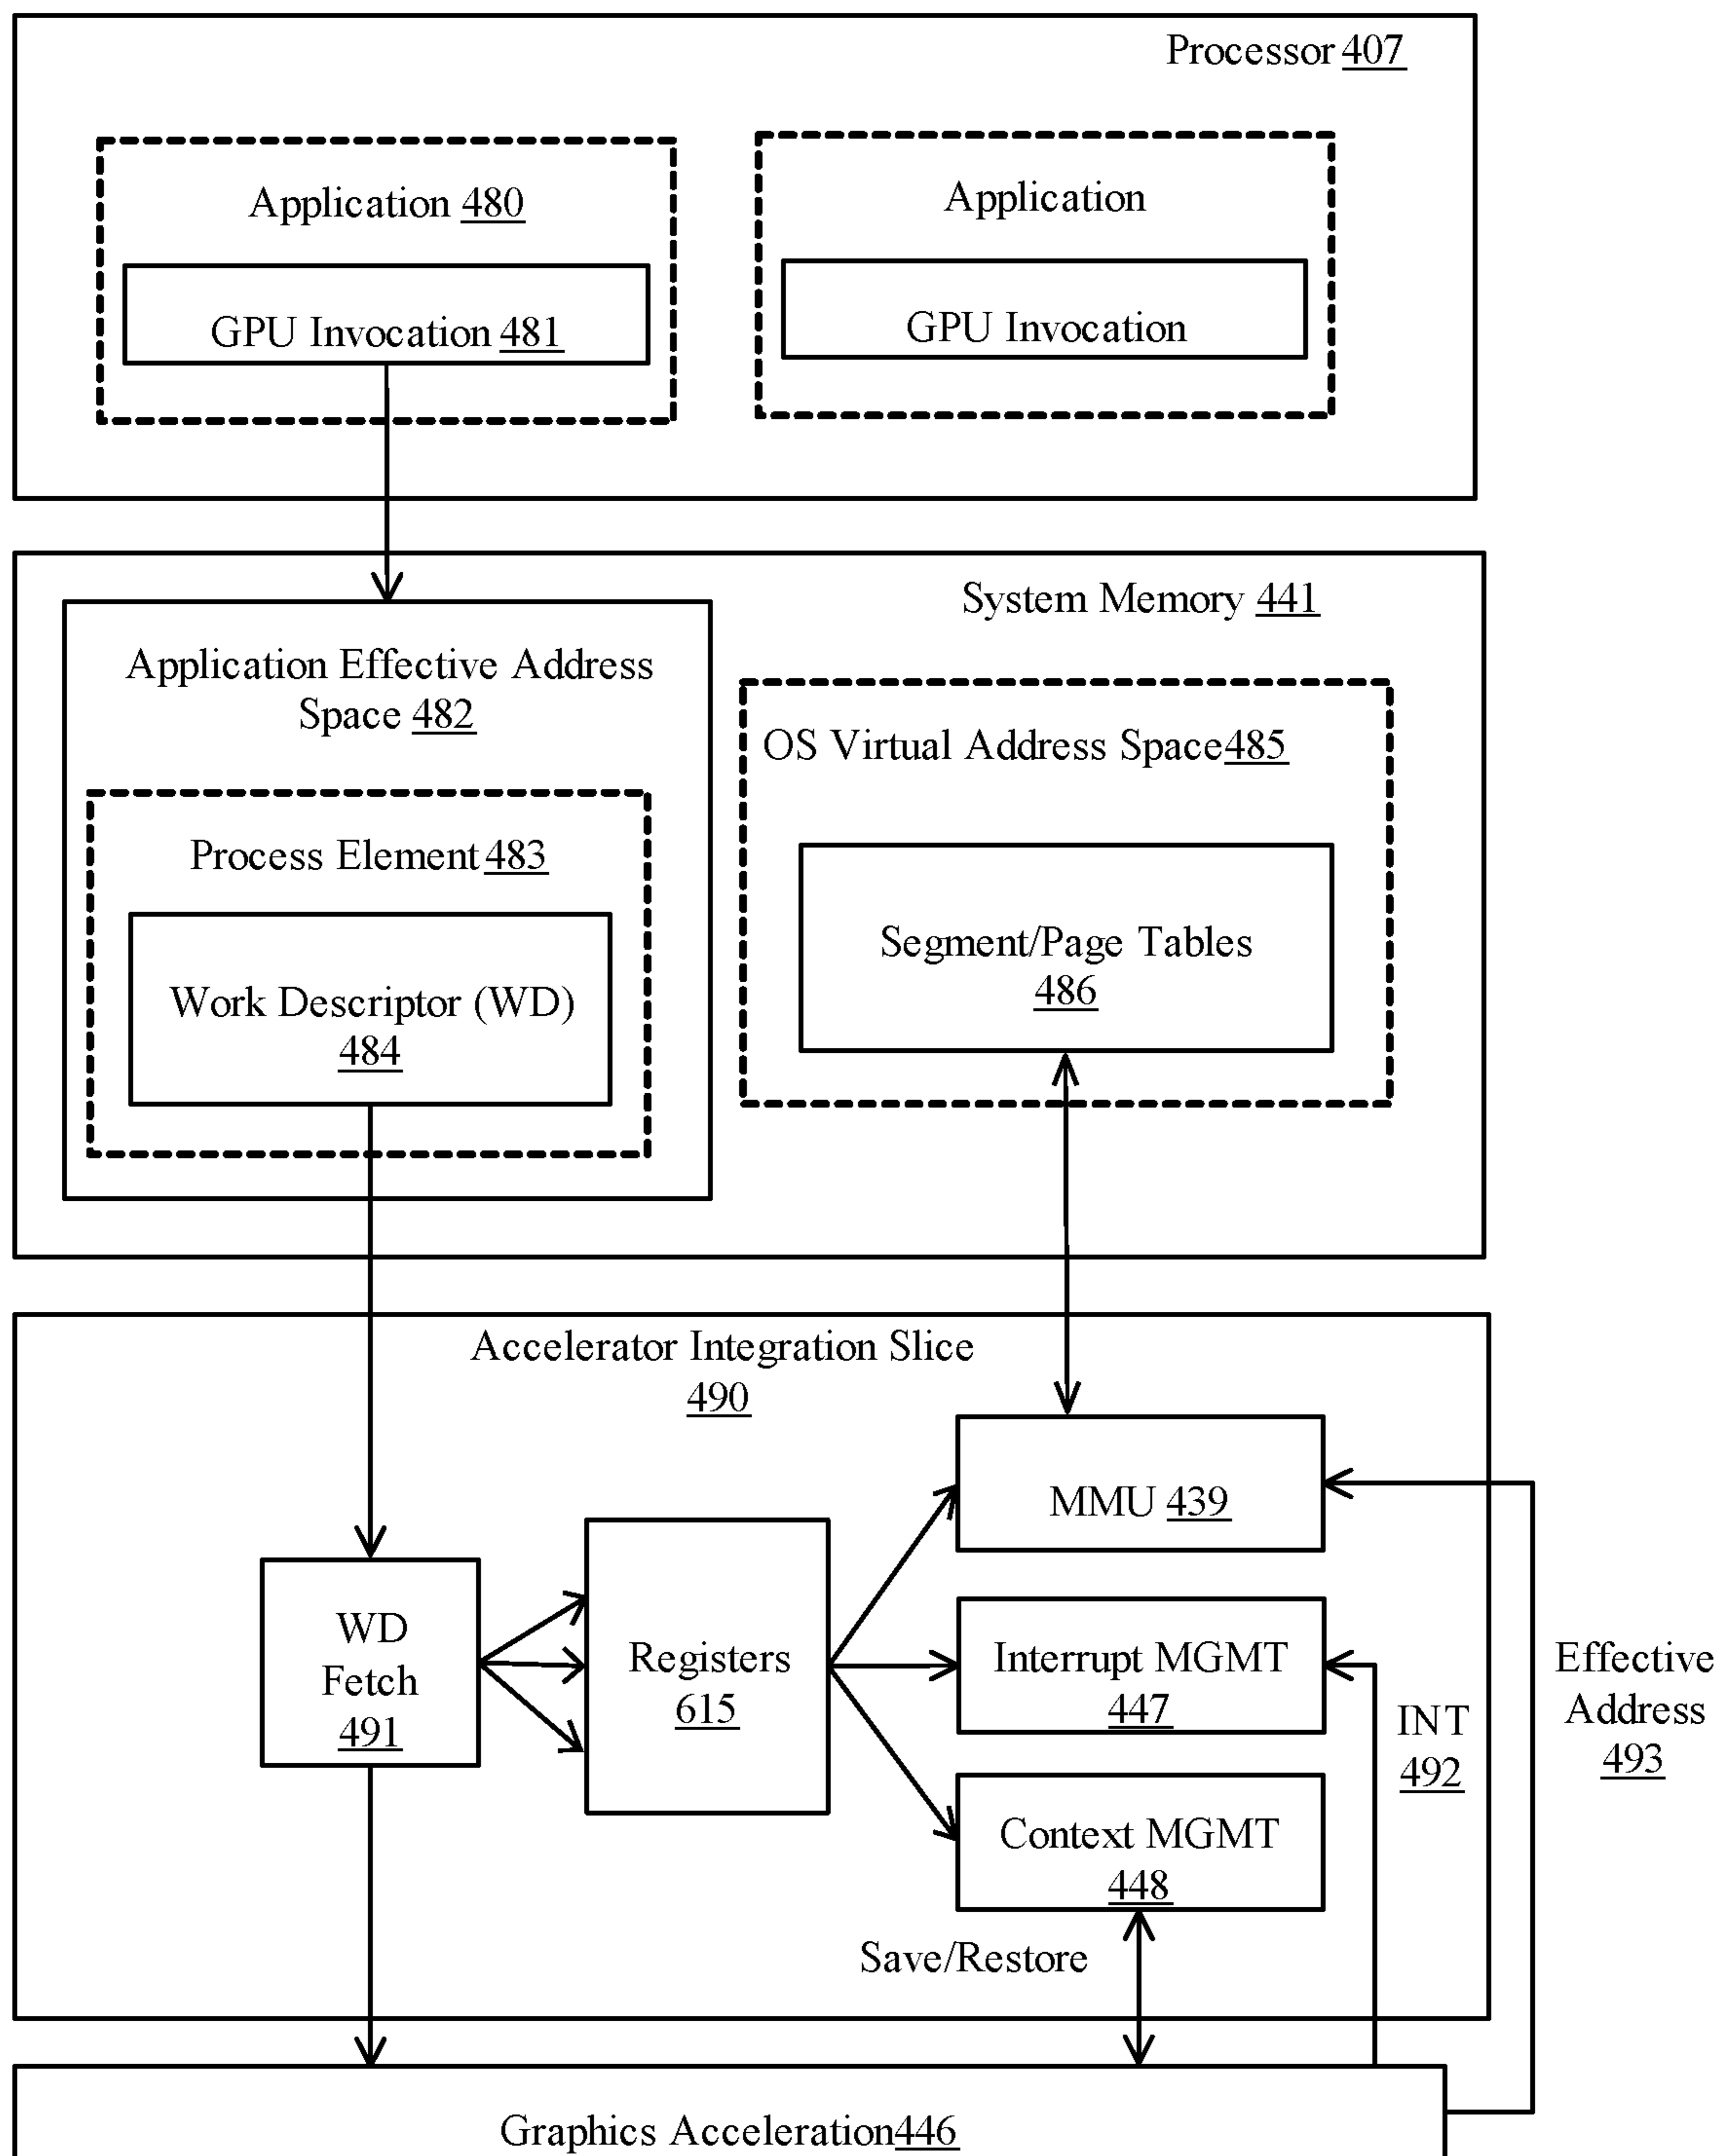 Processor 407
Application 480
GPU Invocation 481
Application
GPU Invocation
System Memory 441
Application Effective Address
Space 482
Process Element 483
Work Descriptor (WD)
484
OS Virtual Address Space485
Segment/Page Tables
486
Accelerator Integration Slice
490
WD
Fetch
491
Registers
615
MMU 439
Interrupt MGMT
447
Context MGMT
448
Save/Restore
INT
492
Effective
Address
493
Graphics Acceleration446